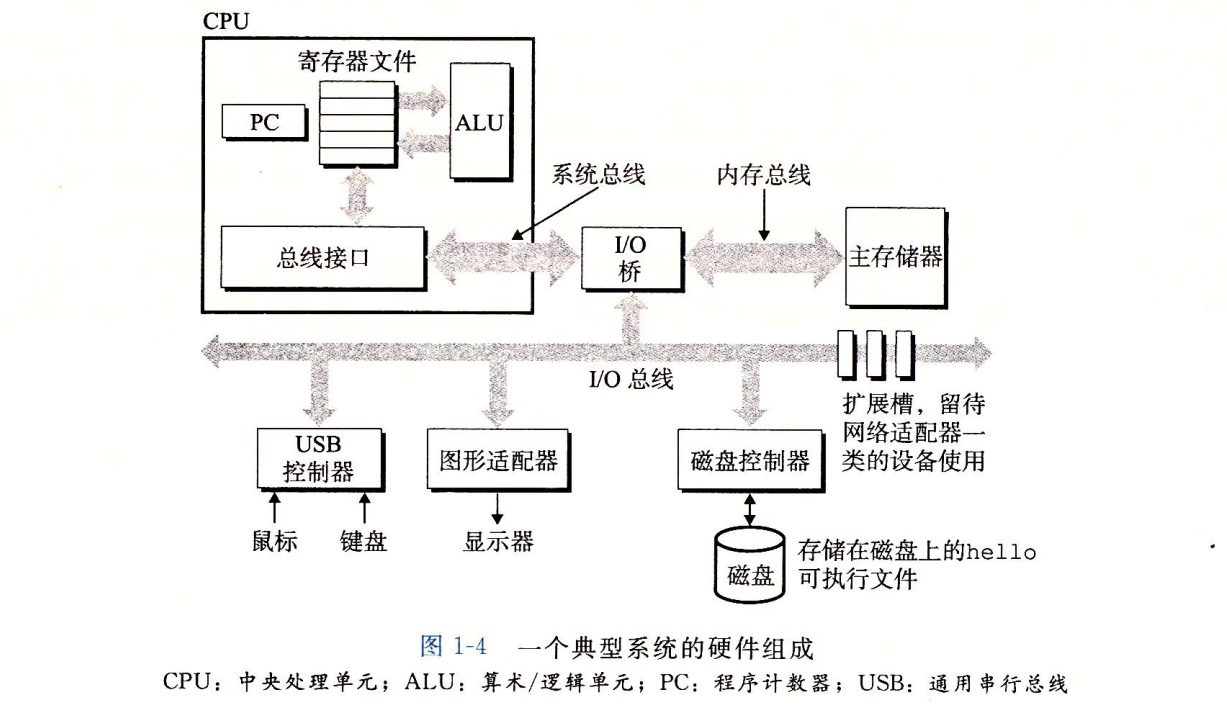 CPU
寄存器文件
PC
ALU
系统总线
内存总线
总线接口
I/O
桥
主存储器
I/O 总线
扩展槽，留待
网络适配器一
类的设备使用
USB
控制器
图形适配器
磁盘控制器
鼠标
键盘
显示器
磁盘
存储在磁盘上的hello
可执行文件
图 1-4 一个典型系统的硬件组成
CPU：中央处理单元；ALU：算术/逻辑单元；PC：程序计数器；USB：通用串行总线